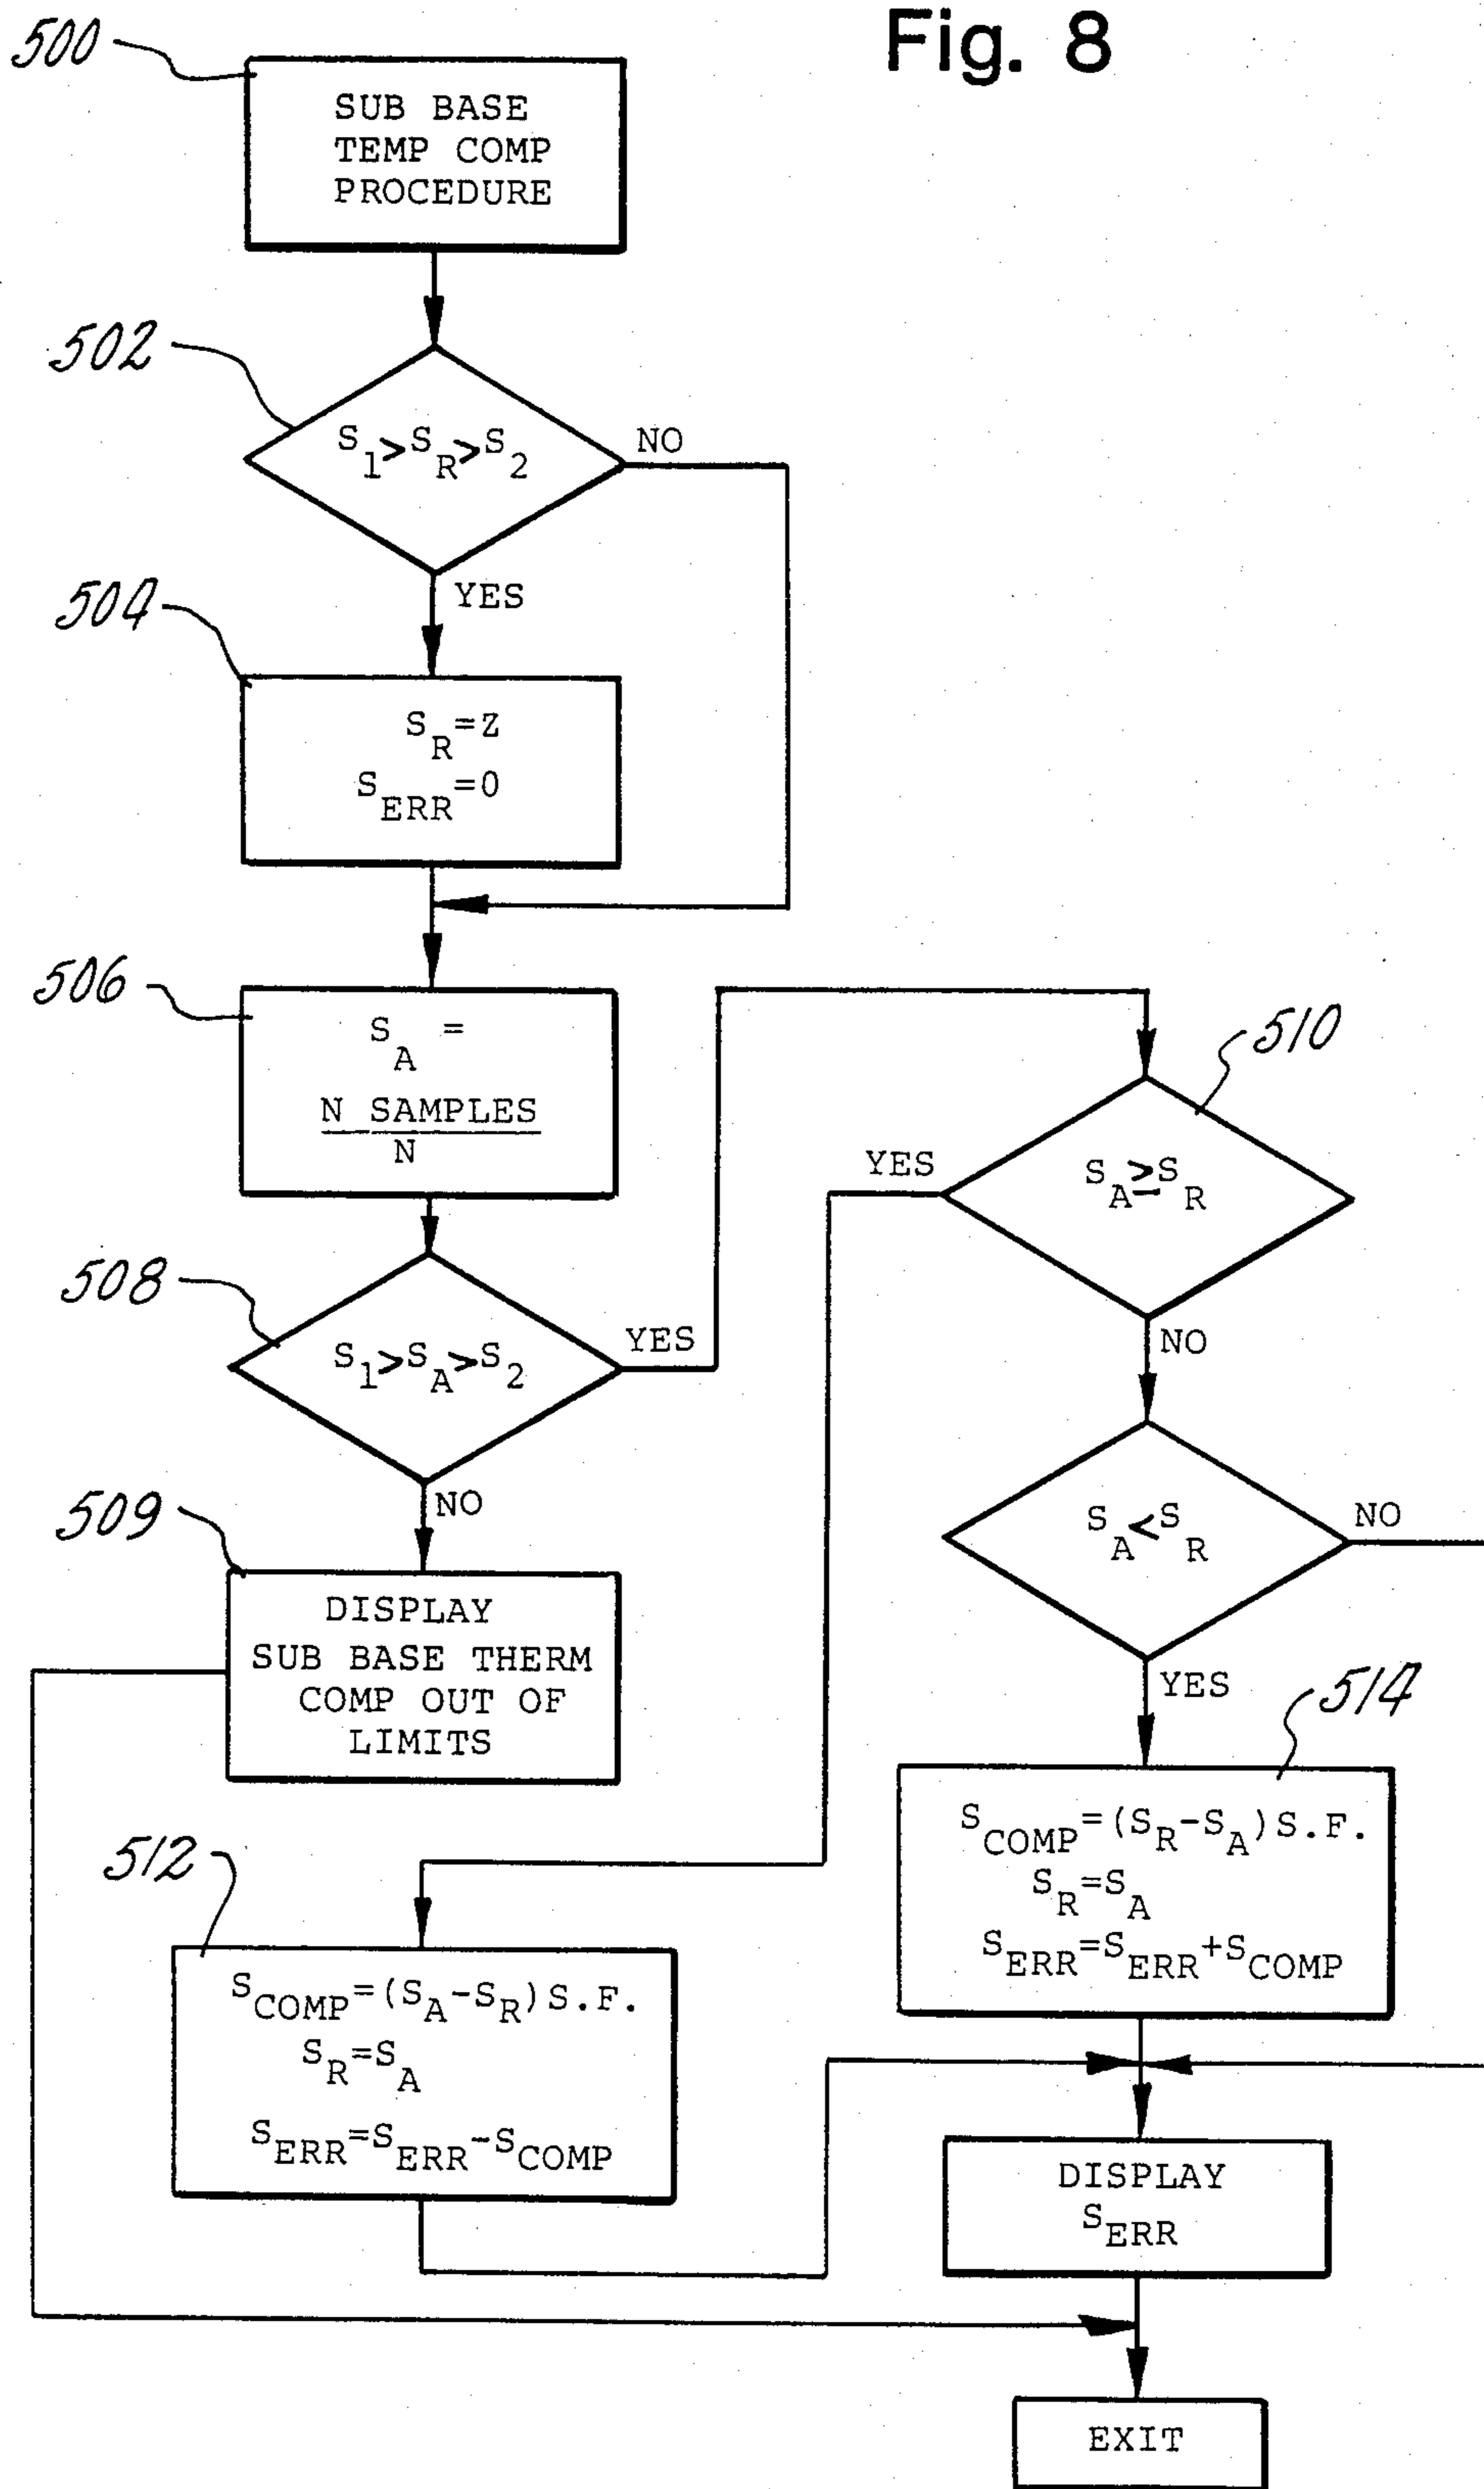 Fig. 8
500
SUB BASE
TEMP COMP
PROCEDURE
502
S1>SR>S2
NO
YES
504
SR=Z
SERR=0
506
SA =
N SAMPLES
N
508
S1>SA>S2
YES
NO
509
DISPLAY
SUB BASE THERM
COMP OUT OF
LIMITS
510
SA≥SR
YES
NO
SA<SR
NO
YES
512
SCOMP=(SA-SR)S.F.
SR=SA
SERR=SERR-SCOMP
514
SCOMP=(SR-SA)S.F.
SR=SA
SERR=SERR+SCOMP
DISPLAY
SERR
EXIT